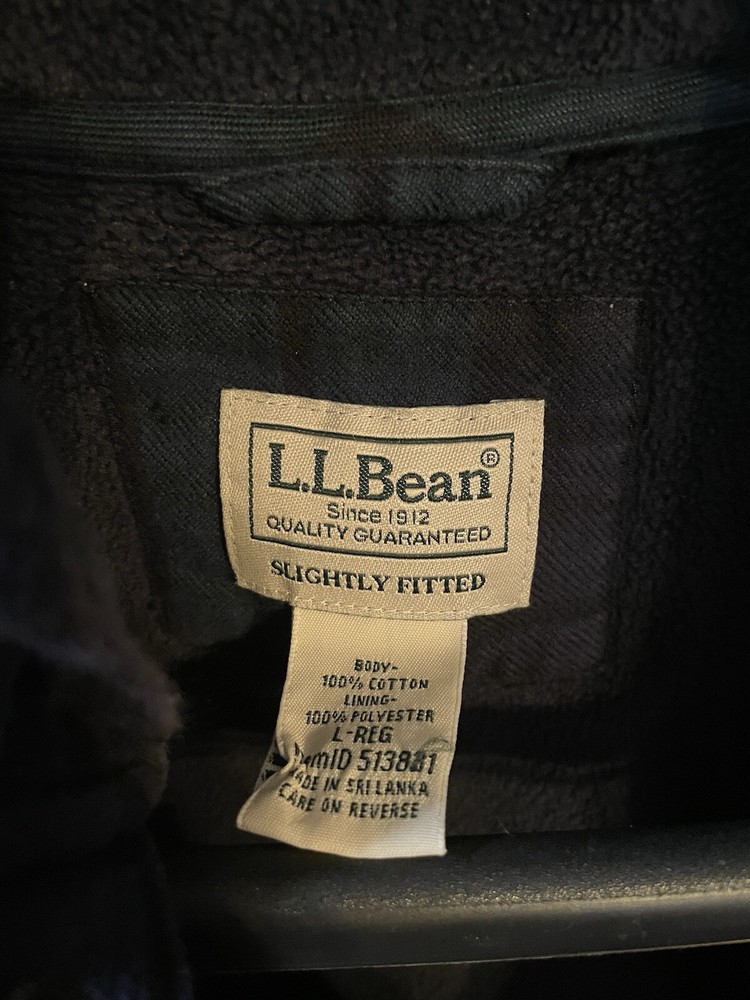 L.L.Bean®
Since 1912
QUALITY GUARANTEED
SLIGHTLY FITTED
BODY-
100% COTTON
LINING-
100% POLYESTER
L-REG
513881
MADE IN SRI LANKA
CARE ON REVERSE